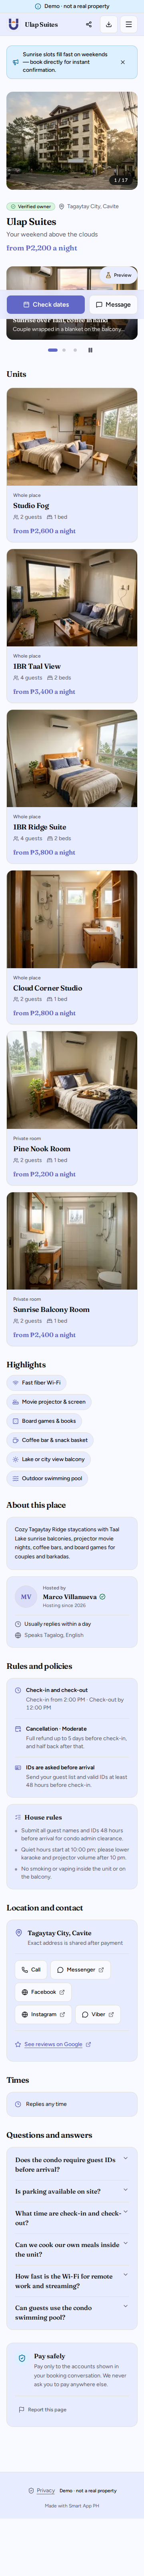 Demo · not a real property
Ulap Suites
Sunrise slots fill fast on weekends
— book directly for instant
confirmation.
1 / 17
Verified owner
Tagaytay City, Cavite
Ulap Suites
Your weekend above the clouds
from ₱2,200 a night
Preview
Check dates
Message
Couple wrapped in a blanket on the balcony...
Units
Whole place
Studio Fog
2 guests 1 bed
from ₱2,600 a night
Whole place
1BR Taal View
4 guests 2 beds
from ₱3,400 a night
Whole place
1BR Ridge Suite
4 guests 2 beds
from ₱3,800 a night
Whole place
Cloud Corner Studio
2 guests 1 bed
from ₱2,800 a night
Private room
Pine Nook Room
2 guests 1 bed
from ₱2,200 a night
Private room
Sunrise Balcony Room
2 guests 1 bed
from ₱2,400 a night
Highlights
Fast fiber Wi-Fi
Movie projector & screen
Board games & books
Coffee bar & snack basket
Lake or city view balcony
Outdoor swimming pool
About this place
Cozy Tagaytay Ridge staycations with Taal
Lake sunrise balconies, projector movie
nights, coffee bars, and board games for
couples and barkadas.
MV
Hosted by
Marco Villanueva
Hosting since 2026
Usually replies within a day
Speaks Tagalog, English
Rules and policies
Check-in and check-out
Check-in from 2:00 PM · Check-out by
12:00 PM
Cancellation · Moderate
Full refund up to 5 days before check-in,
and half back after that.
IDs are asked before arrival
Send your guest list and valid IDs at least
48 hours before check-in.
House rules
Submit all guest names and IDs 48 hours
before arrival for condo admin clearance.
Quiet hours start at 10:00 pm; please lower
karaoke and projector volume after 10 pm.
No smoking or vaping inside the unit or on
the balcony.
Location and contact
Tagaytay City, Cavite
Exact address is shared after payment
Call
Messenger
Facebook
Instagram
Viber
See reviews on Google
Times
Replies any time
Questions and answers
Does the condo require guest IDs
before arrival?
Is parking available on site?
What time are check-in and check-
out?
Can we cook our own meals inside
the unit?
How fast is the Wi-Fi for remote
work and streaming?
Can guests use the condo
swimming pool?
Pay safely
Pay only to the accounts shown in
your booking conversation. We never
ask you to pay anywhere else.
Report this page
Privacy
Demo · not a real property
Made with Smart App PH